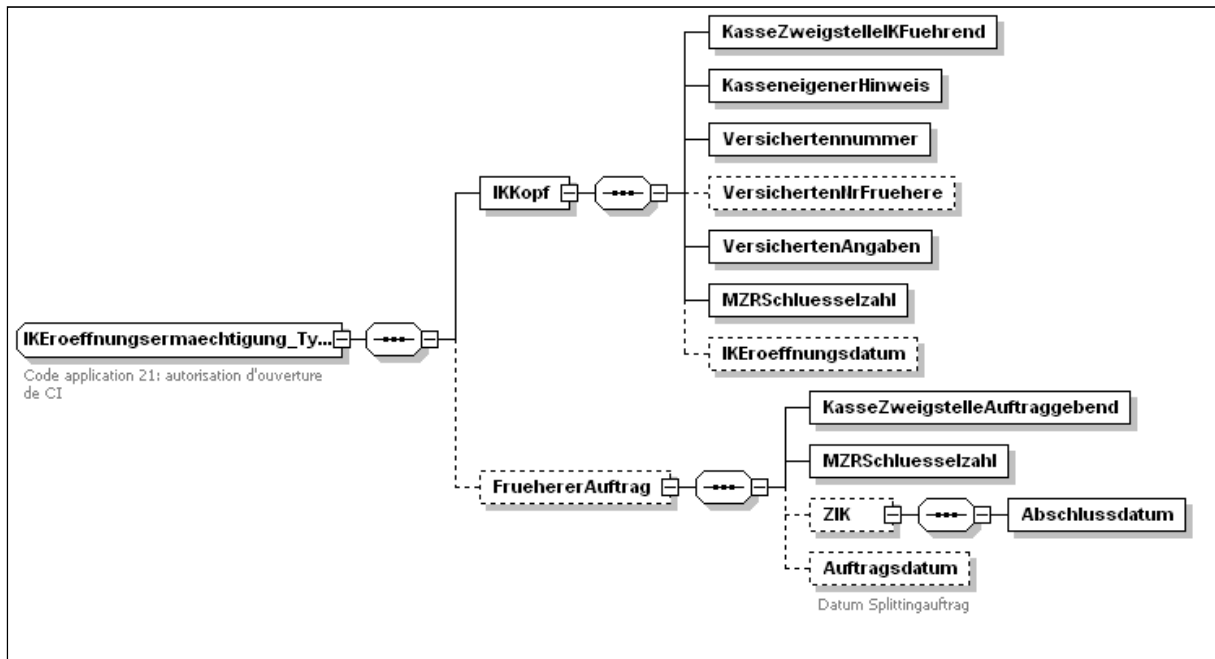 KasseZweigstelleIKFuehrend
KasseneigenerHinweis
Versichertennummer
IKKopf
VersichertenNrFruehere
VersichertenAngaben
MZRSchluesselzahl
IKEroeffnungsermaechtigung_Ty...
IKEroeffnungsdatum
Code application 21: autorisation d'ouverture
de CI
KasseZweigstelleAuftraggebend
MZRSchluesselzahl
FruehererAuftrag
ZIK
Abschlussdatum
Auftragsdatum
Datum Splittingauftrag